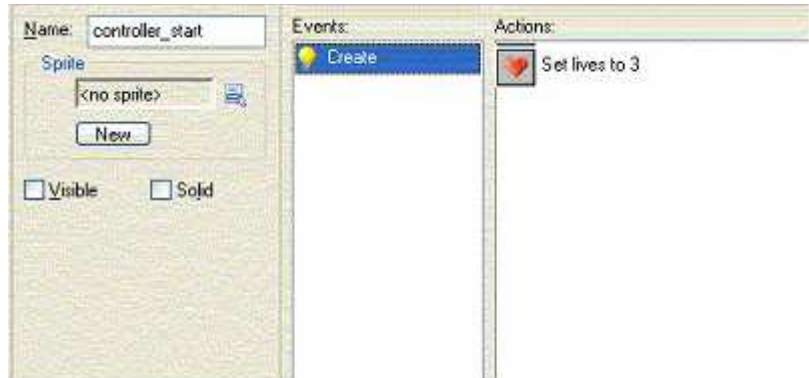 Name: controller_start
Sprite
<no sprite>
New
Visible
Solid
Events:
Create
Actions:
Set lives to 3